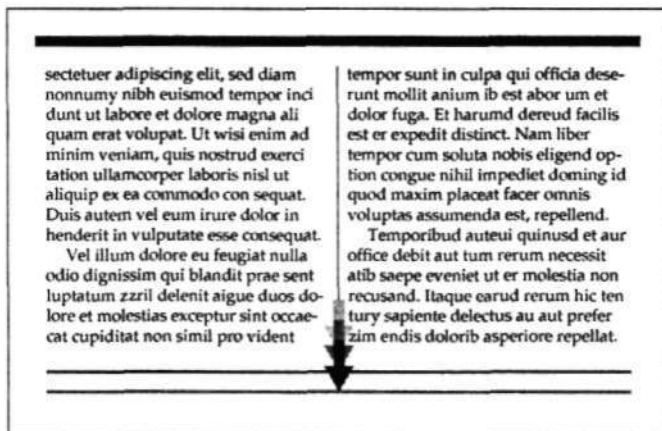 sectetuer adipiscing elit, sed diam
nonnumy nibh euismod tempor inci
dunt ut labore et dolore magna ali
quam erat volupat. Ut wisi enim ad
minim veniam, quis nostrud exerci
tation ullamcorper laboris nisl ut
aliquip ex ea commodo con sequat.
Duis autem vel eum irure dolor in
henderit in vulputate esse consequat.
Vel illum dolore eu feugiat nulla
odio dignissim qui blandit prae sent
luptatum zzril delenit aigue duos do-
lore et molestias exceptur sint occae-
cat cupiditat non simil pro vident
tempor sunt in culpa qui officia dese-
runt mollit anium ib est abor um et
dolor fuga. Et harumd dereud facilis
est er expedit distinct. Nam liber
tempor cum soluta nobis eligend op-
tion congue nihil impediet doming id
quod maxim placeat facer omnis
voluptas assumenda est, repellend.
Temporibud auteui quinusd et aur
office debit aut tum rerum necessit
atib saepe eveniet ut er molestia non
recusand. Itaque earud rerum hic ten
tury sapiente delectus au aut prefer
zim endis dolorib asperiore repellat.